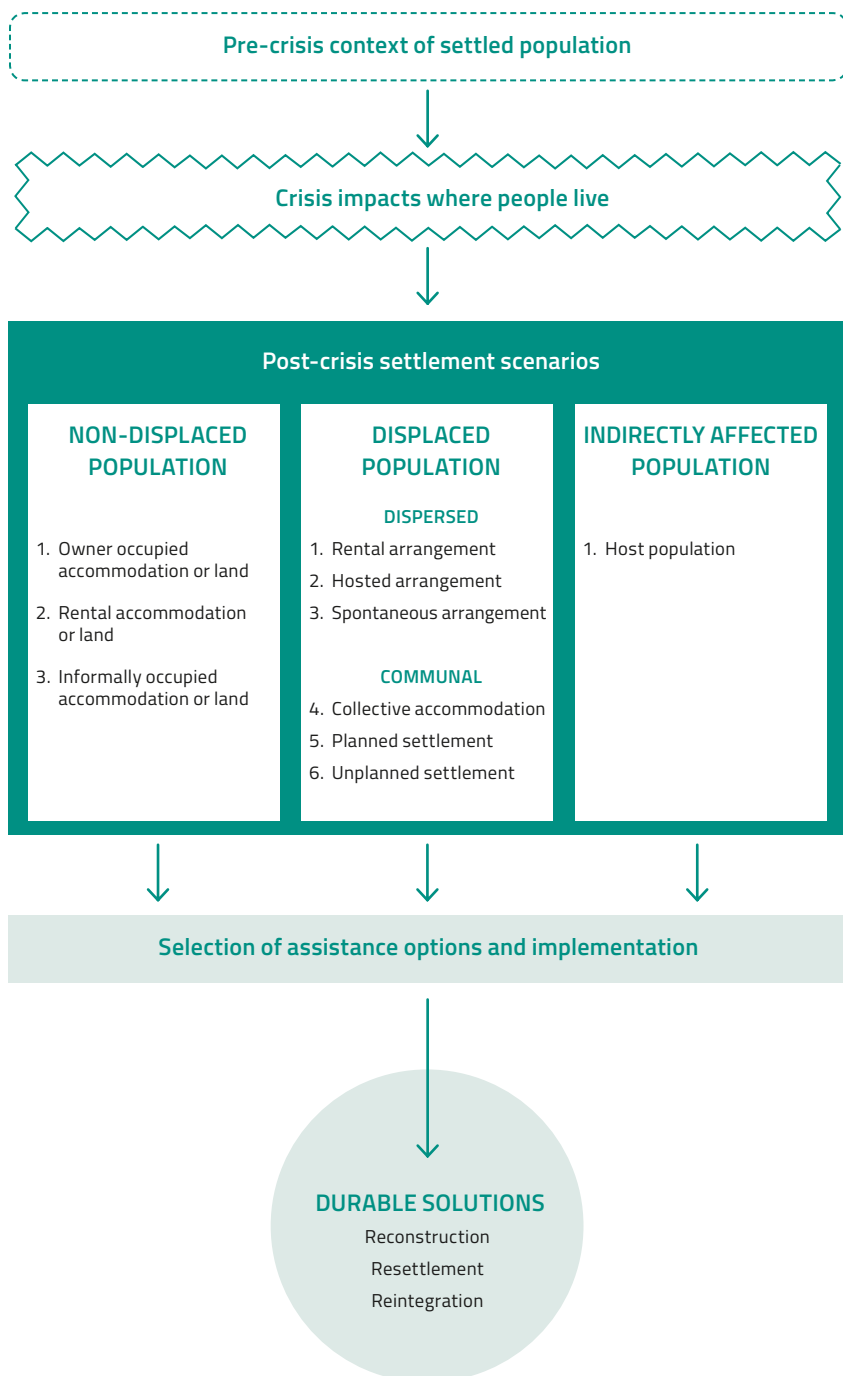 Pre-crisis context of settled population
Crisis impacts where people live
Post-crisis settlement scenarios
NON-DISPLACED
POPULATION
1. Owner occupied
accommodation or land
2. Rental accommodation
or land
3. Informally occupied
accommodation or land
DISPLACED
POPULATION
DISPERSED
1. Rental arrangement
2. Hosted arrangement
3. Spontaneous arrangement
COMMUNAL
4. Collective accommodation
5. Planned settlement
6. Unplanned settlement
INDIRECTLY AFFECTED
POPULATION
1. Host population
Selection of assistance options and implementation
DURABLE SOLUTIONS
Reconstruction
Resettlement
Reintegration